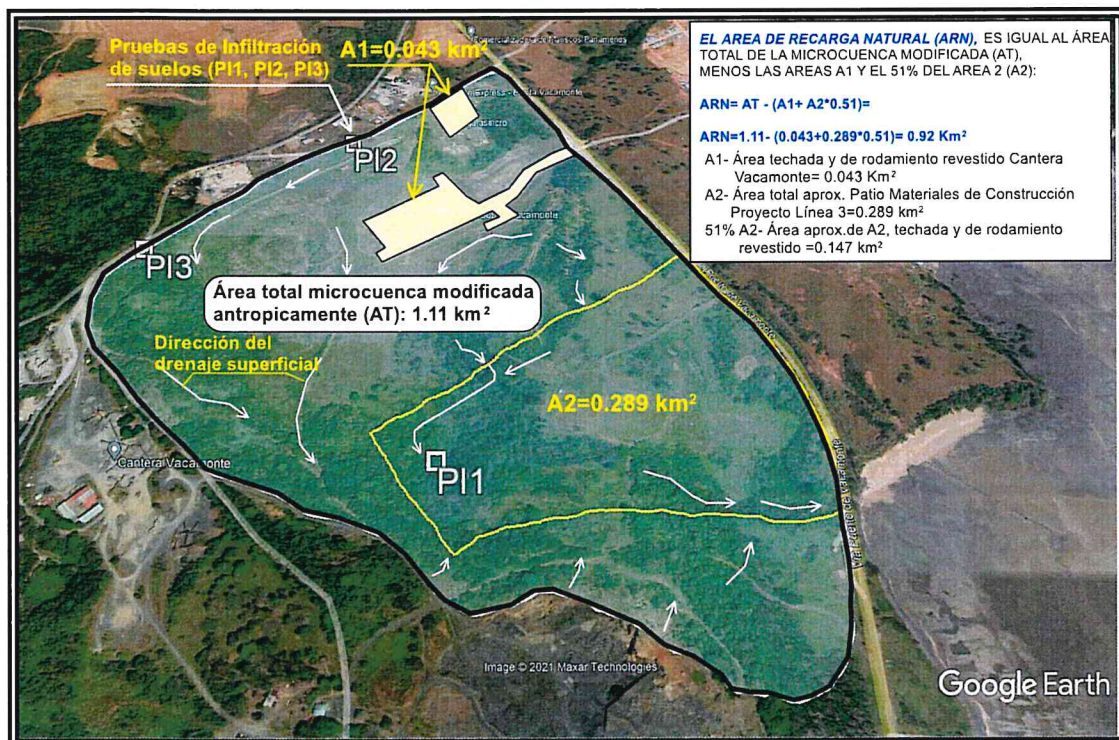 Pruebas de Infiltración
de suelos (PI1, PI2, PI3)
A1=0.043 km²
EL AREA DE RECARGA NATURAL (ARN), ES IGUAL AL ÁREA
TOTAL DE LA MICROCUENCA MODIFICADA (AT),
MENOS LAS AREAS A1 Y EL 51% DEL AREA 2 (A2):
ARN= AT - (A1+ A2*0.51)=
ARN=1.11- (0.043+0.289*0.51)= 0.92 Km²
A1- Área techada y de rodamiento revestido Cantera
Vacamonte= 0.043 Km²
A2- Área total aprox. Patio Materiales de Construcción
Proyecto Línea 3=0.289 km²
51% A2- Área aprox.de A2, techada y de rodamiento
revestido =0.147 km²
PI2
PI3
Área total microcuenca modificada
antropicamente (AT): 1.11 km²
Dirección del
drenaje superficial
A2=0.289 km²
PI1
Cantera Vacamonte
Image © 2021 Maxar Technologies
Google Earth